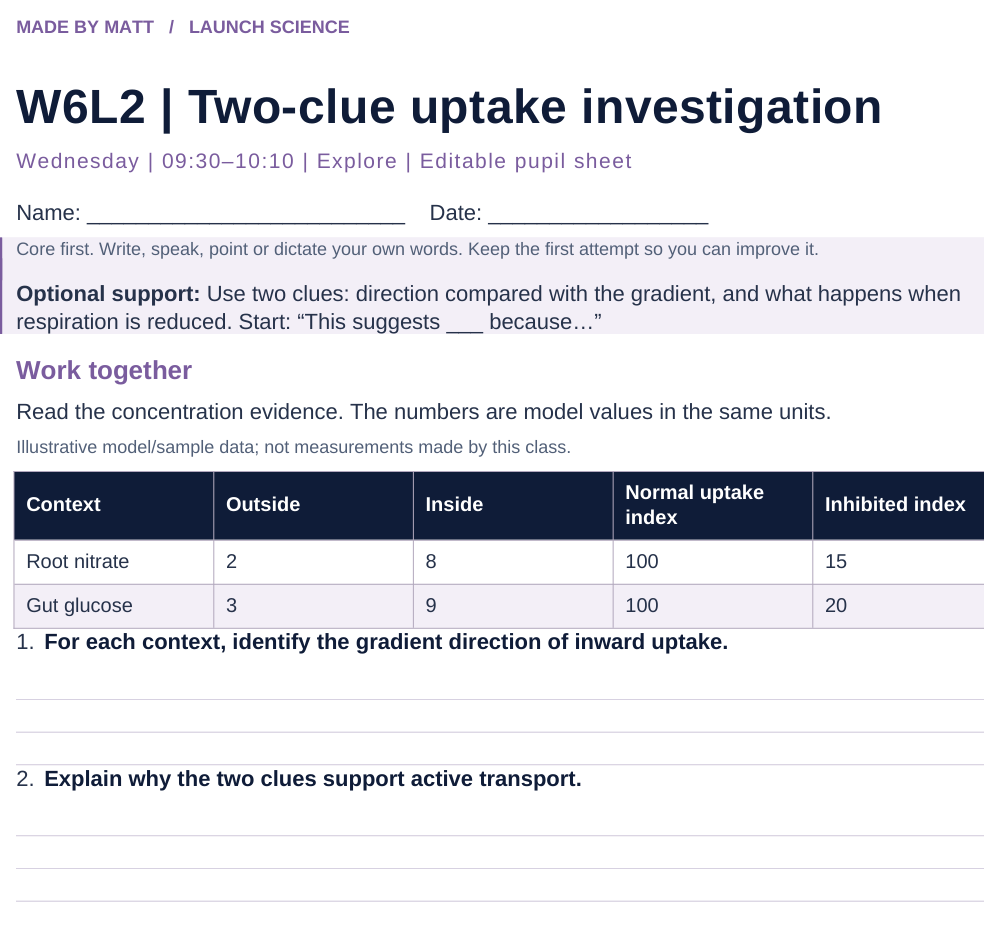 MADE BY MATT / LAUNCH SCIENCE
W6L2 | Two-clue uptake investigation
Wednesday | 09:30–10:10 | Explore | Editable pupil sheet
Name: __________________________ Date: __________________
Core first. Write, speak, point or dictate your own words. Keep the first attempt so you can improve it.
Optional support: Use two clues: direction compared with the gradient, and what happens when
respiration is reduced. Start: “This suggests ___ because…”
Work together
Read the concentration evidence. The numbers are model values in the same units.
Illustrative model/sample data; not measurements made by this class.
Context Outside Inside Normal uptake index Inhibited index
Root nitrate 2 8 100 15
Gut glucose 3 9 100 20
1. For each context, identify the gradient direction of inward uptake.
2. Explain why the two clues support active transport.